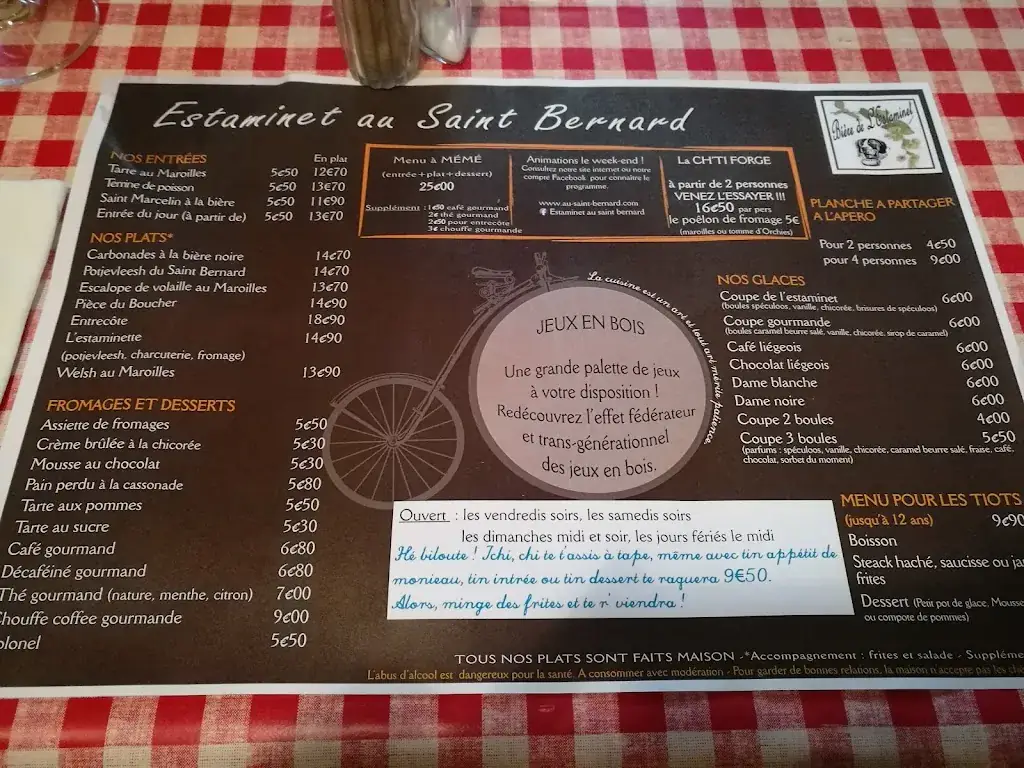 Estaminet au Saint Bernard
Bière de L'Estaminet
NOS ENTRÉES En plat
Tarte au Maroilles 5€50 12€70
Terrine de poisson 5€50 13€70
Saint Marcelin à la bière 5€50 11€90
Entrée du jour (à partir de) 5€50 13€70
NOS PLATS*
Carbonades à la bière noire 14€70
Potjevleesh du Saint Bernard 14€70
Escalope de volaille au Maroilles 13€70
Pièce du Boucher 14€90
Entrecôte 18€90
L'estaminette 14€90
(potjevleesh, charcuterie, fromage)
Welsh au Maroilles 13€90
FROMAGES ET DESSERTS
Assiette de fromages 5€50
Crème brûlée à la chicorée 5€30
Mousse au chocolat 5€30
Pain perdu à la cassonade 5€80
Tarte aux pommes 5€50
Tarte au sucre 5€30
Café gourmand 6€80
Décaféiné gourmand 6€80
Thé gourmand (nature, menthe, citron) 7€00
Chouffe coffee gourmande 9€00
olonel 5€50
Menu à MÉMÉ
(entrée+plat+dessert)
25€00
Supplément : 1€50 café gourmand
2€ thé gourmand
2€50 pour entrecôte
3€ chouffe gourmande
Animations le week-end !
Consultez notre site internet ou notre
compte Facebook pour connaître le
programme.
www.au-saint-bernard.com
Estaminet au saint bernard
La CH'TI FORGE
à partir de 2 personnes
VENEZ L'ESSAYER !!!
16€50 par pers
le poêlon de fromage 5€
(maroilles ou tomme d'Orchies)
La cuisine est un art et tout art mérite patience.
JEUX EN BOIS
Une grande palette de jeux
à votre disposition !
Redécouvrez l'effet fédérateur
et trans-générationnel
des jeux en bois.
PLANCHE A PARTAGER
A L'APERO
Pour 2 personnes 4€50
pour 4 personnes 9€00
NOS GLACES
Coupe de l'estaminet 6€00
(boules spéculoos, vanille, chicorée, brisures de spéculoos)
Coupe gourmande 6€00
(boules caramel beurre salé, vanille, chicorée, sirop de caramel)
Café liégeois 6€00
Chocolat liégeois 6€00
Dame blanche 6€00
Dame noire 6€00
Coupe 2 boules 4€00
Coupe 3 boules 5€50
(parfums : spéculoos, vanille, chicorée, caramel beurre salé, fraise, café,
chocolat, sorbet du moment)
MENU POUR LES TIOTS
(jusqu'à 12 ans) 9€90
Boisson
Steack haché, saucisse ou ja
frites
Dessert (Petit pot de glace, Mousse
ou compote de pommes)
Ouvert : les vendredis soirs, les samedis soirs
les dimanches midi et soir, les jours fériés le midi
Hé biloute ! Ichi, chi te t'assis à tape, même avec tin appétit de
monieau, tin intrée ou tin dessert te raquera 9€50.
Alors, minge des frites et te r'viendra !
TOUS NOS PLATS SONT FAITS MAISON -*Accompagnement : frites et salade - Suppléme
L'abus d'alcool est dangereux pour la santé. A consommer avec modération - Pour garder de bonnes relations, la maison n'accepte pas les chè